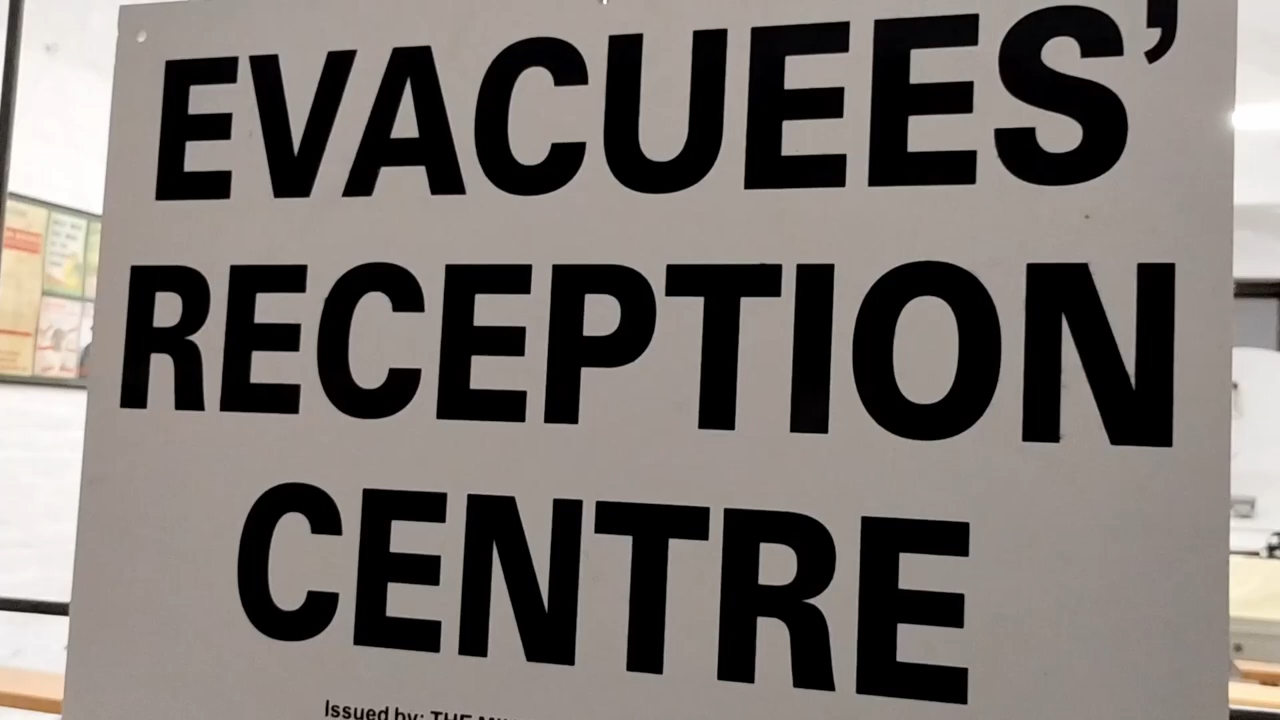 EVACUEES’
RECEPTION
CENTRE
Issued by: THE